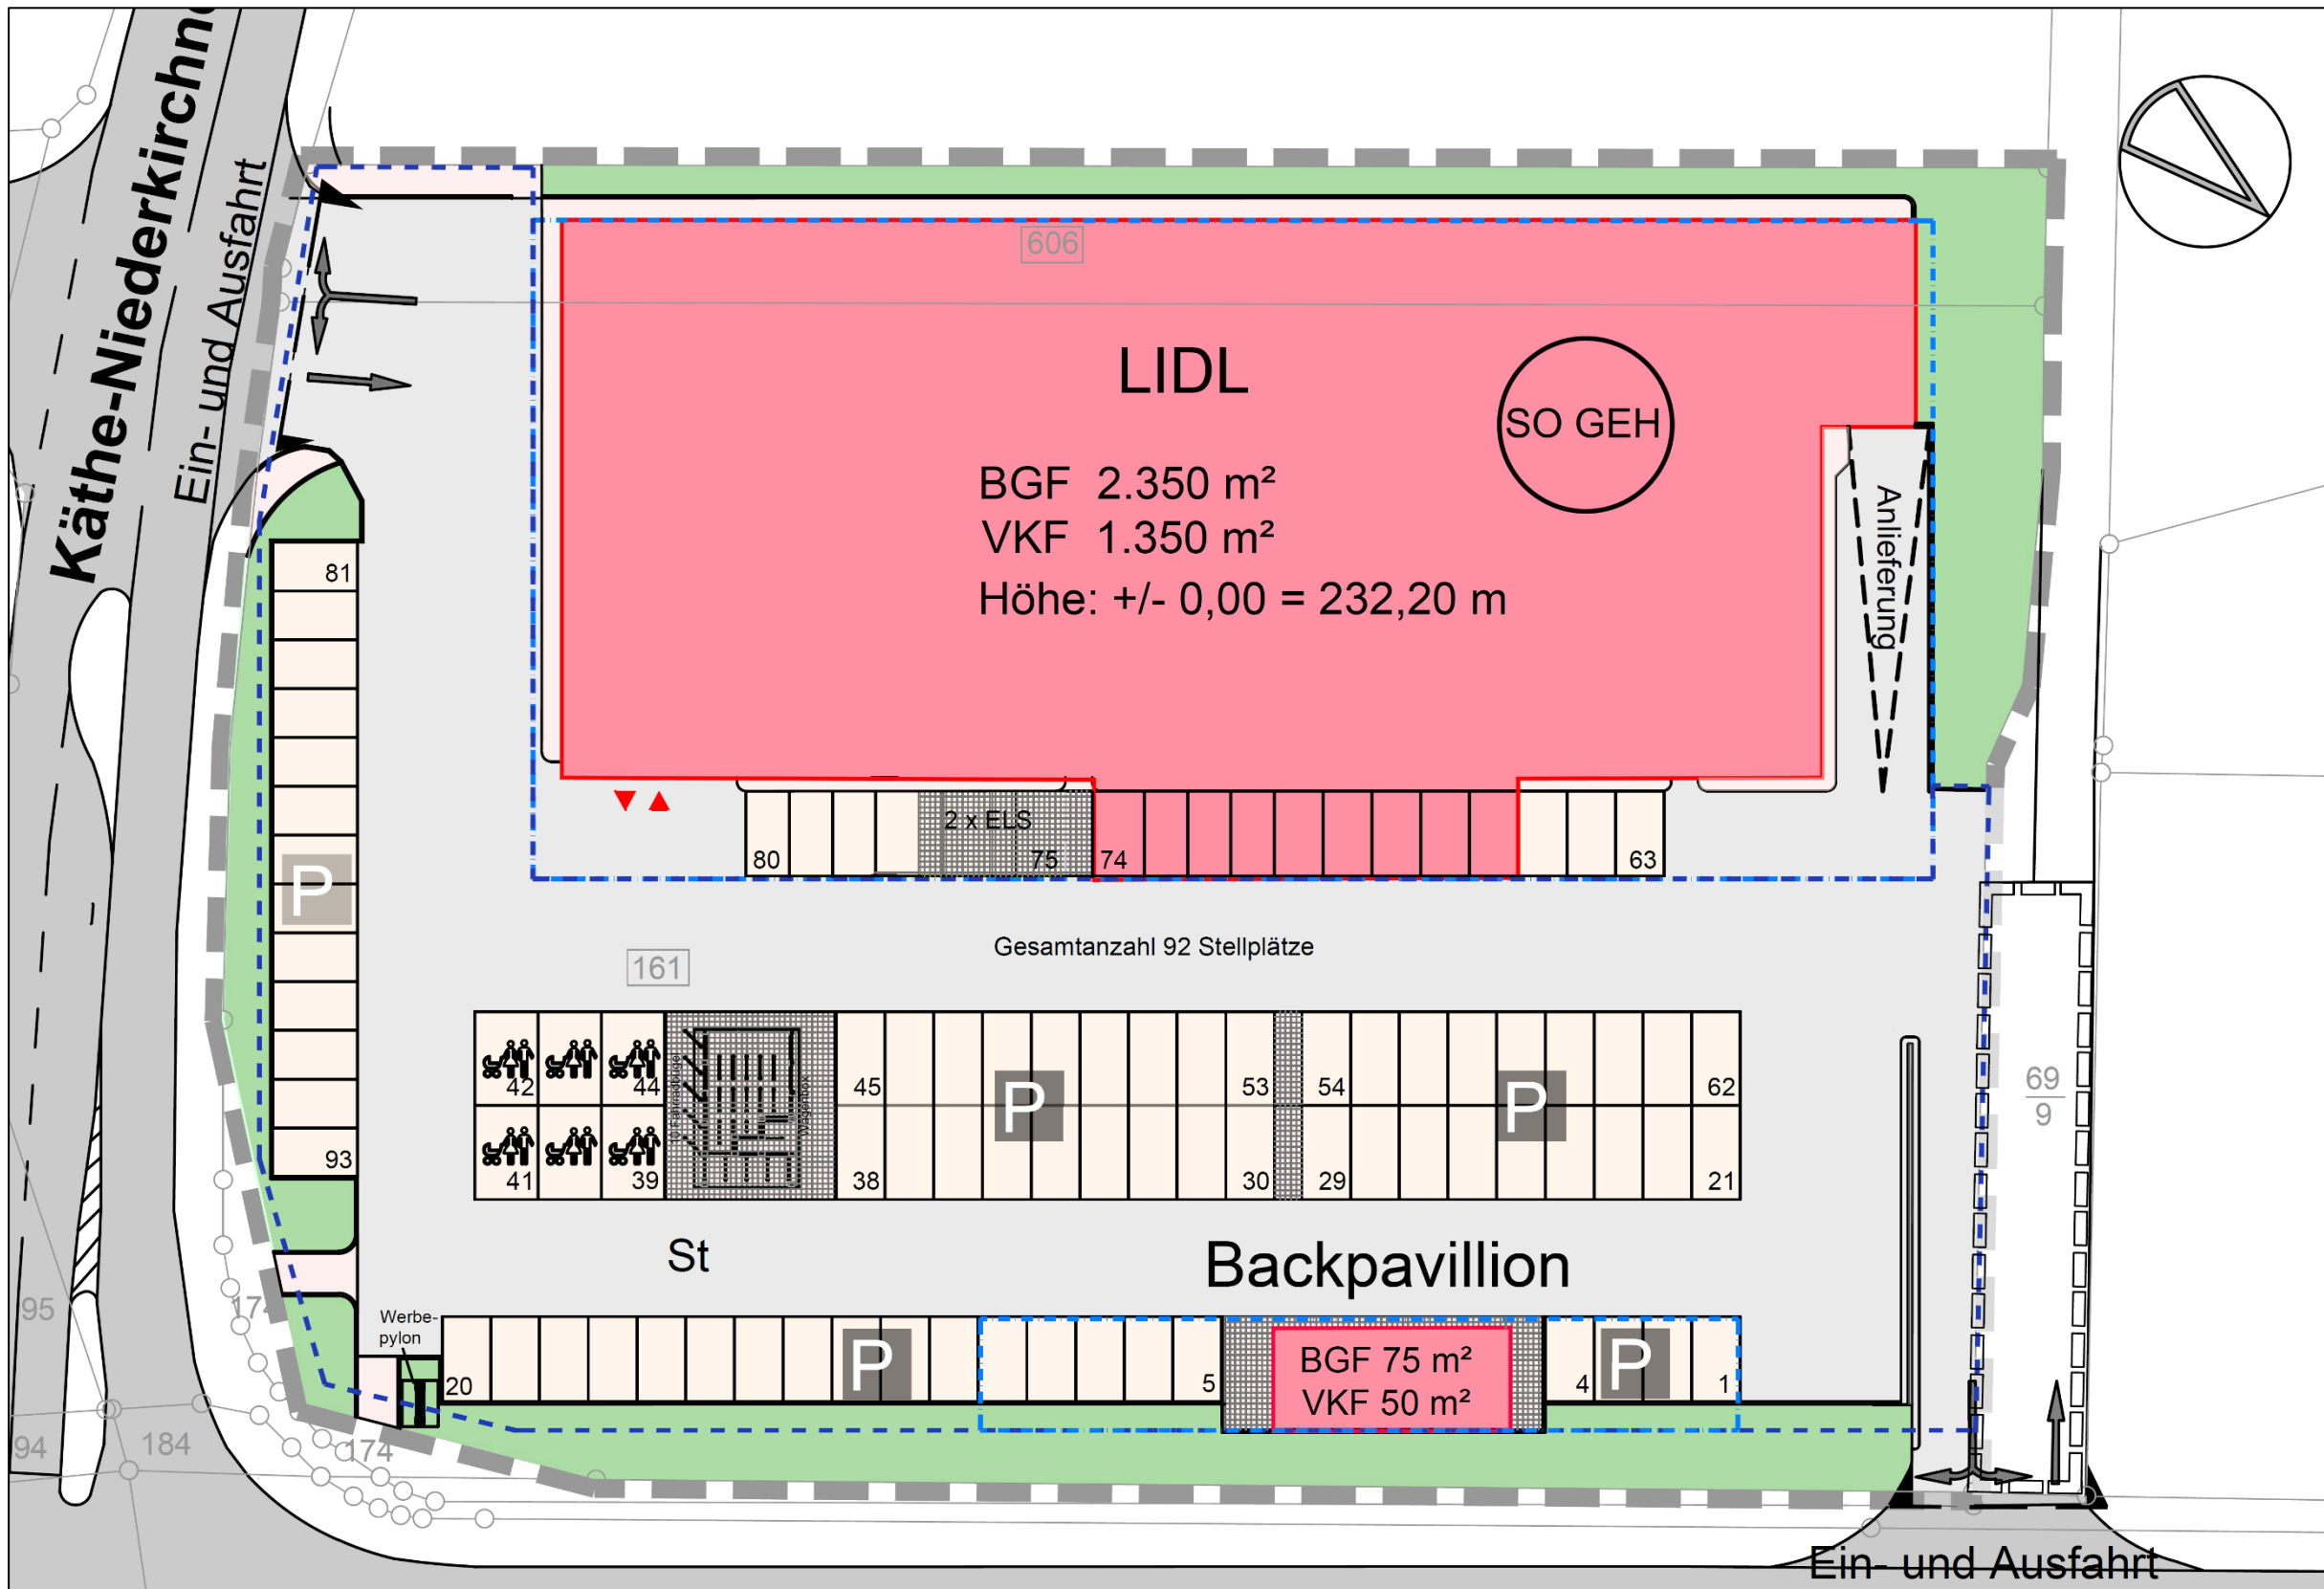 Käthe-Niederkirchne
Ein- und Ausfahrt
606
LIDL
SO GEH
BGF 2.350 m²
VKF 1.350 m²
Höhe: +/- 0,00 = 232,20 m
Anlieferung
81
P
93
80
2 x ELS
75
74
63
Gesamtanzahl 92 Stellplätze
161
42
44
45
53
54
62
P
P
41
39
38
30
29
21
Wagenbox
69
9
St
Backpavillion
Werbe-
pylon
20
P
5
BGF 75 m²
VKF 50 m²
4
P
1
95
174
94
184
174
Ein- und Ausfahrt